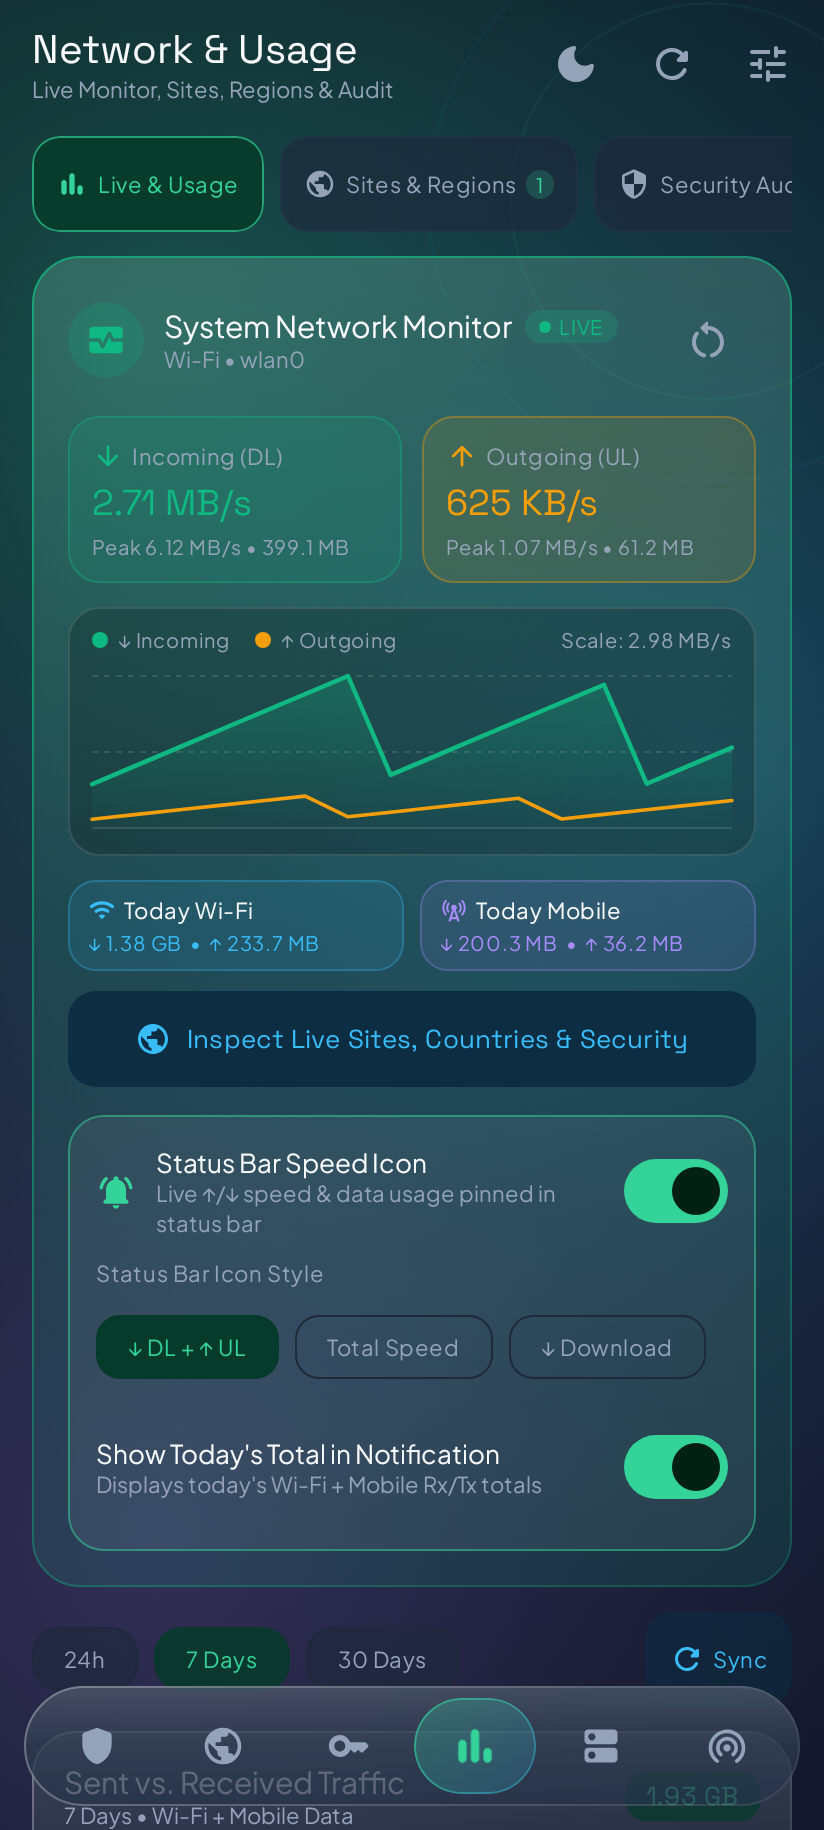 Network & Usage
Live Monitor, Sites, Regions & Audit
Live & Usage
Sites & Regions 1
Security Auc
System Network Monitor
LIVE
Wi-Fi • wlan0
↓ Incoming (DL)
2.71 MB/s
Peak 6.12 MB/s • 399.1 MB
↑ Outgoing (UL)
625 KB/s
Peak 1.07 MB/s • 61.2 MB
↓ Incoming
↑ Outgoing
Scale: 2.98 MB/s
Today Wi-Fi
↓ 1.38 GB • ↑ 233.7 MB
Today Mobile
↓ 200.3 MB • ↑ 36.2 MB
Inspect Live Sites, Countries & Security
Status Bar Speed Icon
Live ↑/↓ speed & data usage pinned in
status bar
Status Bar Icon Style
↓ DL + ↑ UL
Total Speed
↓ Download
Show Today's Total in Notification
Displays today's Wi-Fi + Mobile Rx/Tx totals
24h
7 Days
30 Days
Sync
Sent vs. Received Traffic
1.93 GB
7 Days • Wi-Fi + Mobile Data